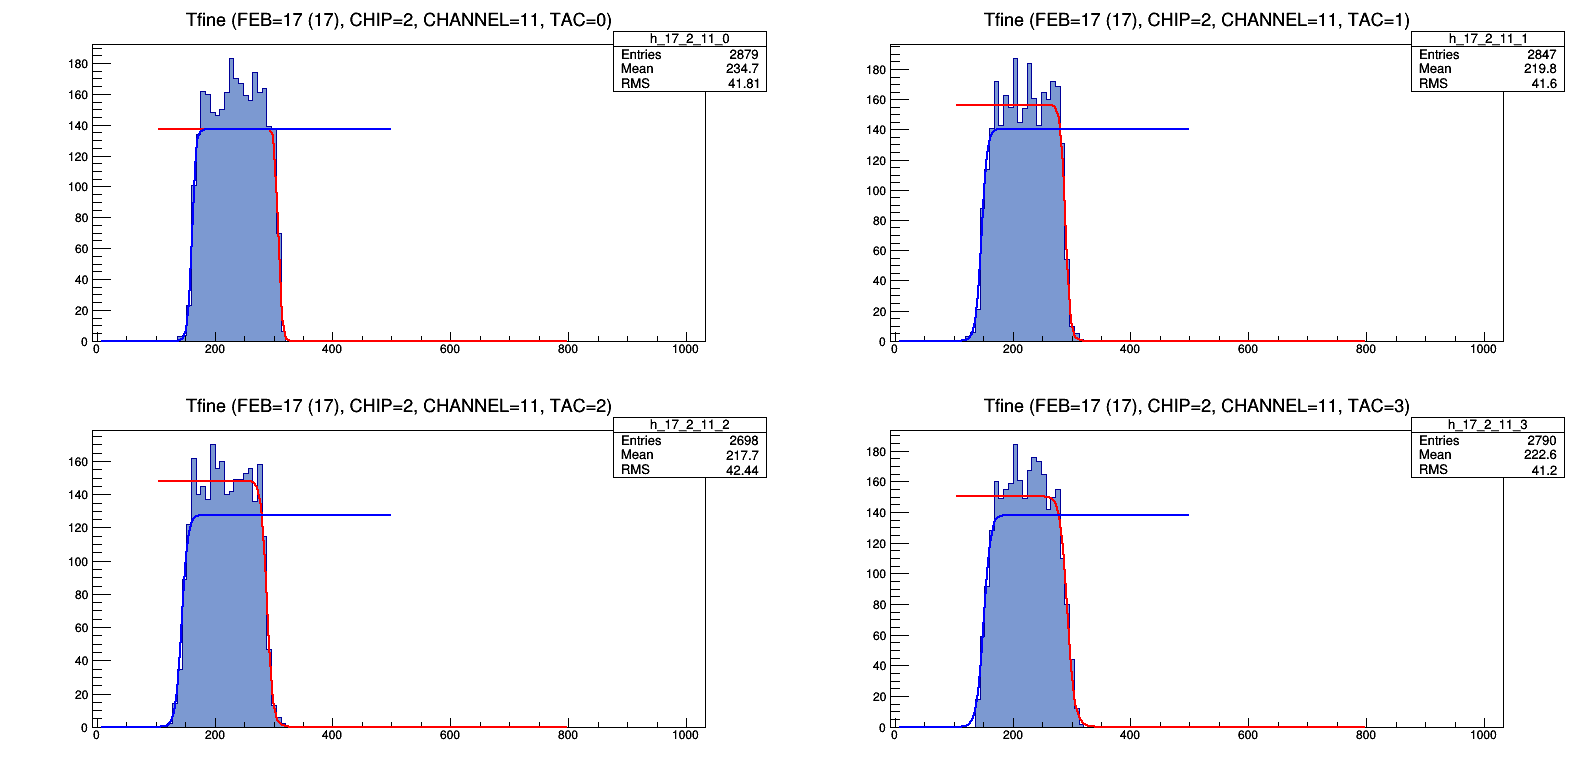 Tfine (FEB=17 (17), CHIP=2, CHANNEL=11, TAC=0)
h_17_2_11_0
Entries 2879
Mean 234.7
RMS 41.81
180
160
140
120
100
80
60
40
20
0
0 200 400 600 800 1000
Tfine (FEB=17 (17), CHIP=2, CHANNEL=11, TAC=1)
h_17_2_11_1
Entries 2847
Mean 219.8
RMS 41.6
180
160
140
120
100
80
60
40
20
0
0 200 400 600 800 1000
Tfine (FEB=17 (17), CHIP=2, CHANNEL=11, TAC=2)
h_17_2_11_2
Entries 2698
Mean 217.7
RMS 42.44
160
140
120
100
80
60
40
20
0
0 200 400 600 800 1000
Tfine (FEB=17 (17), CHIP=2, CHANNEL=11, TAC=3)
h_17_2_11_3
Entries 2790
Mean 222.6
RMS 41.2
180
160
140
120
100
80
60
40
20
0
0 200 400 600 800 1000